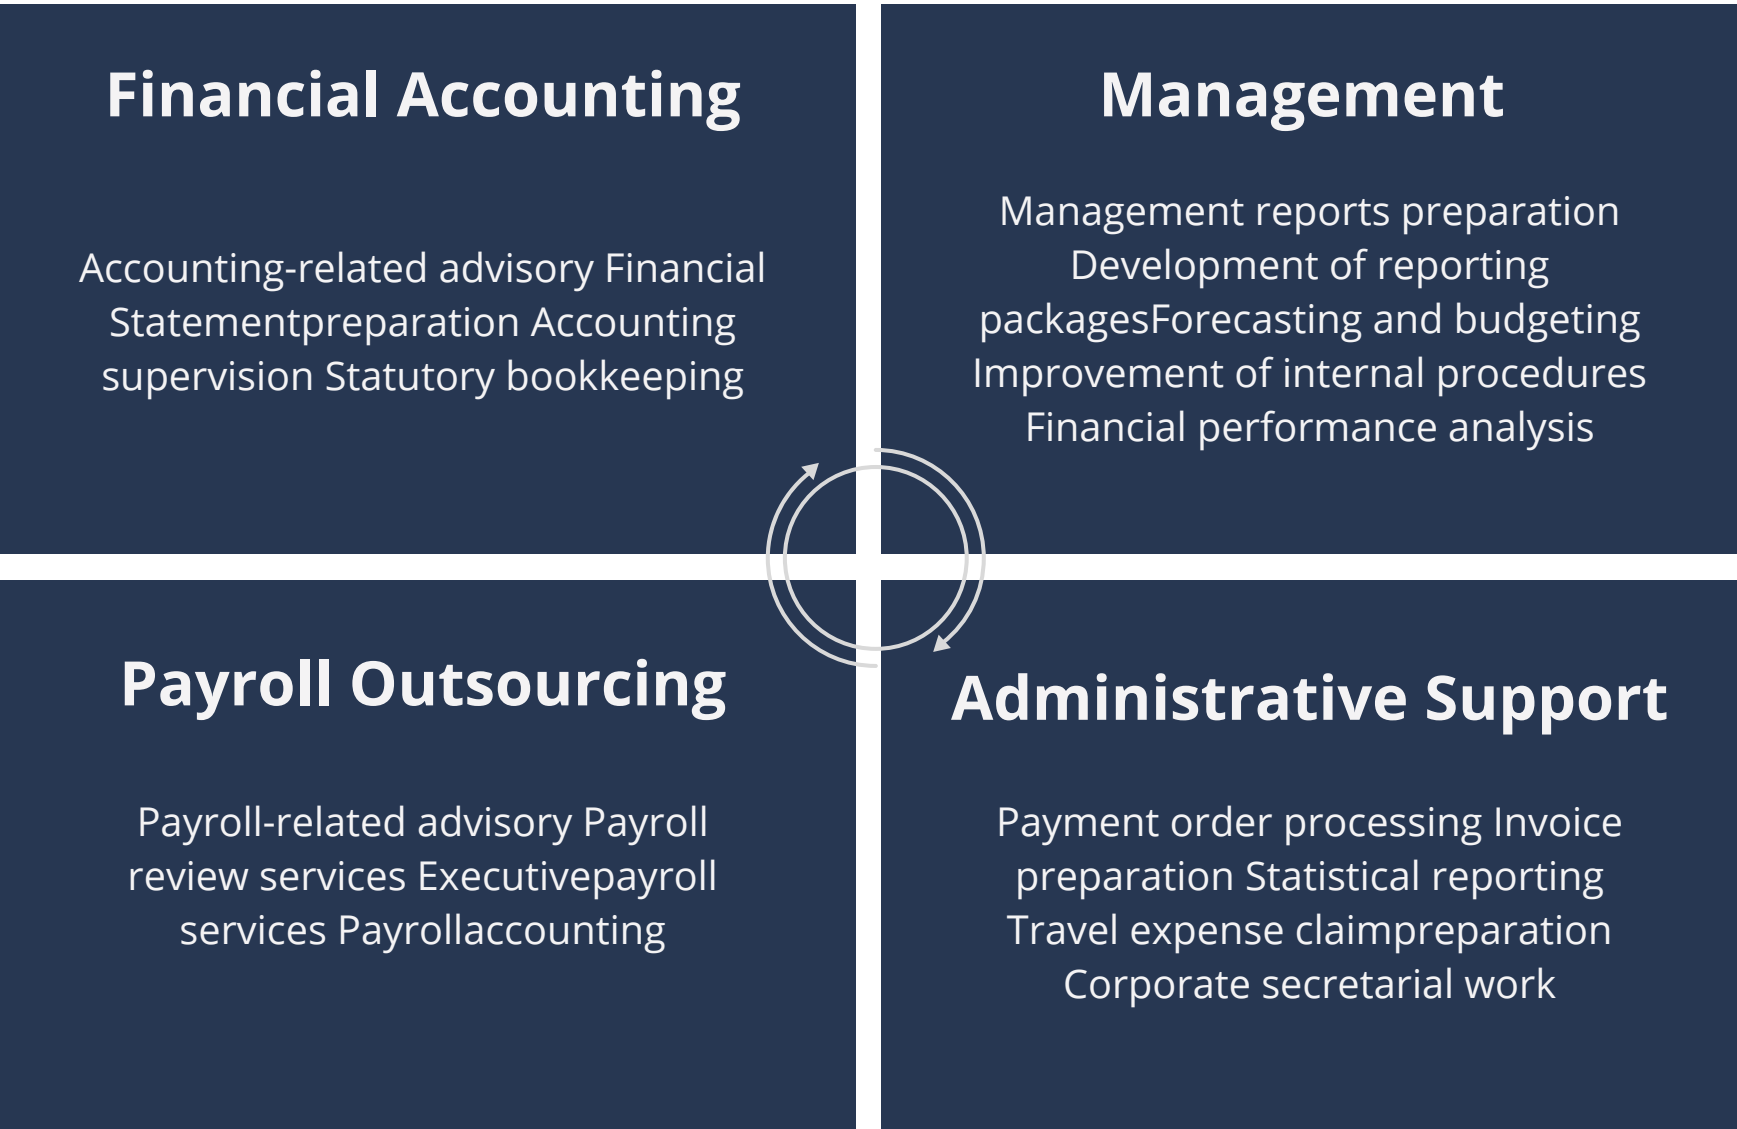 Financial Accounting
Accounting-related advisory Financial
Statementpreparation Accounting
supervision Statutory bookkeeping
Management
Management reports preparation
Development of reporting
packagesForecasting and budgeting
Improvement of internal procedures
Financial performance analysis
Payroll Outsourcing
Payroll-related advisory Payroll
review services Executivepayroll
services Payrollaccounting
Administrative Support
Payment order processing Invoice
preparation Statistical reporting
Travel expense claimpreparation
Corporate secretarial work